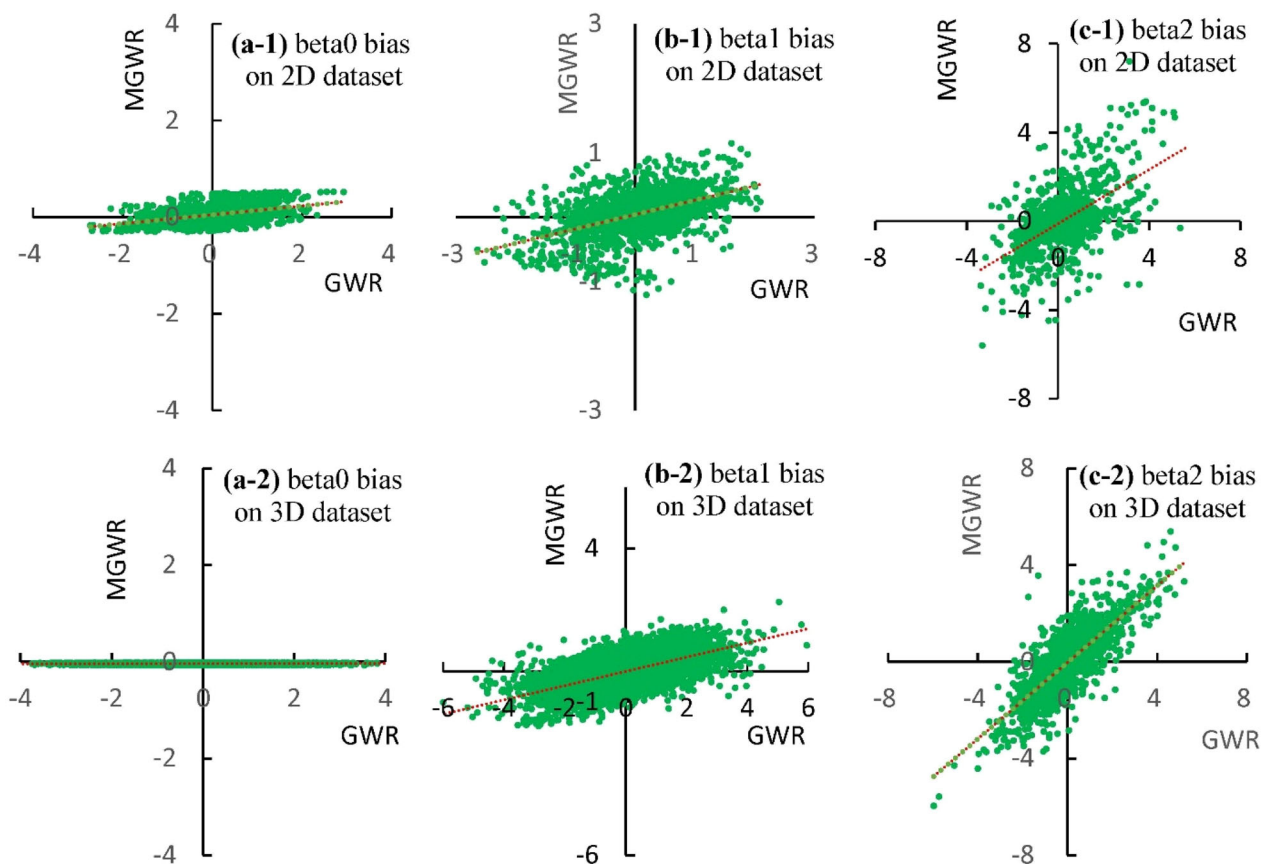 4
MGWR
(a-1) beta0 bias
on 2D dataset
2
0
-4
-2
0
2
4
GWR
-2
-4
3
MGWR
(b-1) beta1 bias
on 2D dataset
1
0
-3
-1
1
3
-1
GWR
-3
8
MGWR
(c-1) beta2 bias
on 2D dataset
4
0
-8
-4
0
4
8
-4
GWR
-8
4
MGWR
(a-2) beta0 bias
on 3D dataset
2
0
-4
-2
0
2
4
GWR
-2
-4
MGWR
(b-2) beta1 bias
on 3D dataset
4
-1
-6
-4
-2
0
2
4
6
GWR
-6
8
MGWR
(c-2) beta2 bias
on 3D dataset
4
0
-8
-4
0
4
8
GWR
-4
-8